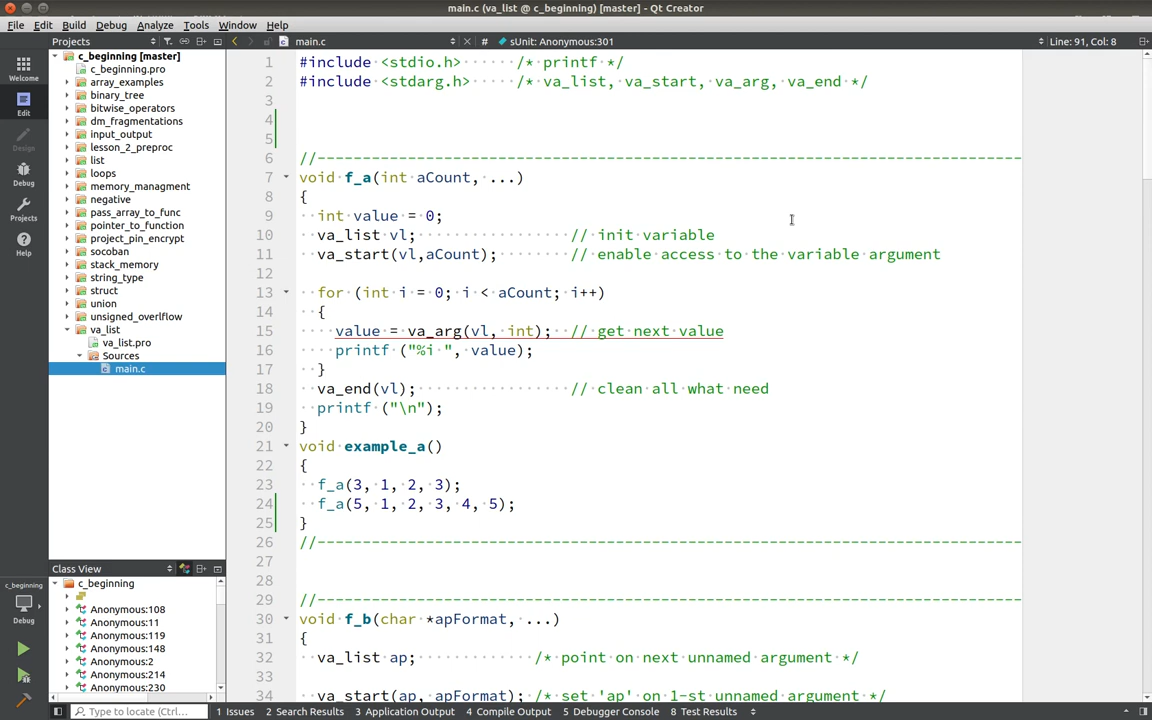 main.c (va_list @ c_beginning) [master] - Qt Creator
File Edit Build Debug Analyze Tools Window Help
Projects
main.c
#
sUnit: Anonymous:301
Line: 91, Col: 8
Welcome
Edit
Design
Debug
Projects
Help
c_beginning [master]
c_beginning.pro
array_examples
binary_tree
bitwise_operators
dm_fragmentations
input_output
lesson_2_preproc
list
loops
memory_managment
negative
pass_array_to_func
pointer_to_function
project_pin_encrypt
socoban
stack_memory
string_type
struct
union
unsigned_overlflow
va_list
va_list.pro
Sources
main.c
Class View
c_beginning
Anonymous:108
Anonymous:11
Anonymous:119
Anonymous:148
Anonymous:2
Anonymous:214
Anonymous:230
c_beginning
Debug
1 #include <stdio.h> /* printf */
2 #include <stdarg.h> /* va_list, va_start, va_arg, va_end */
3
4
5
6 //--------------------------------------------------------------------------------
7 void f_a(int aCount, ...)
8 {
9 int value = 0;
10 va_list vl; // init variable
11 va_start(vl,aCount); // enable access to the variable argument
12
13 for (int i = 0; i < aCount; i++)
14 {
15 value = va_arg(vl, int); // get next value
16 printf ("%i ", value);
17 }
18 va_end(vl); // clean all what need
19 printf ("\n");
20 }
21 void example_a()
22 {
23 f_a(3, 1, 2, 3);
24 f_a(5, 1, 2, 3, 4, 5);
25 }
26 //--------------------------------------------------------------------------------
27
28
29 //--------------------------------------------------------------------------------
30 void f_b(char *apFormat, ...)
31 {
32 va_list ap; /* point on next unnamed argument */
33
34 va_start(ap, apFormat); /* set 'ap' on 1-st unnamed argument */
Type to locate (Ctrl...
1 Issues 2 Search Results 3 Application Output 4 Compile Output 5 Debugger Console 8 Test Results